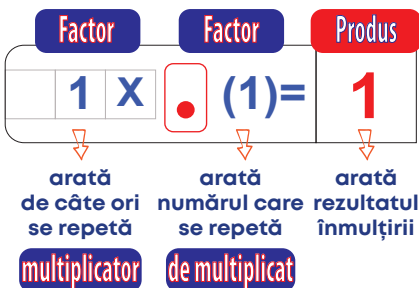 Factor Factor Produs
1 X . (1)= 1
arată arată arată
de câte ori numărul care rezultatul
se repetă se repetă înmulțirii
multiplicator de multiplicat